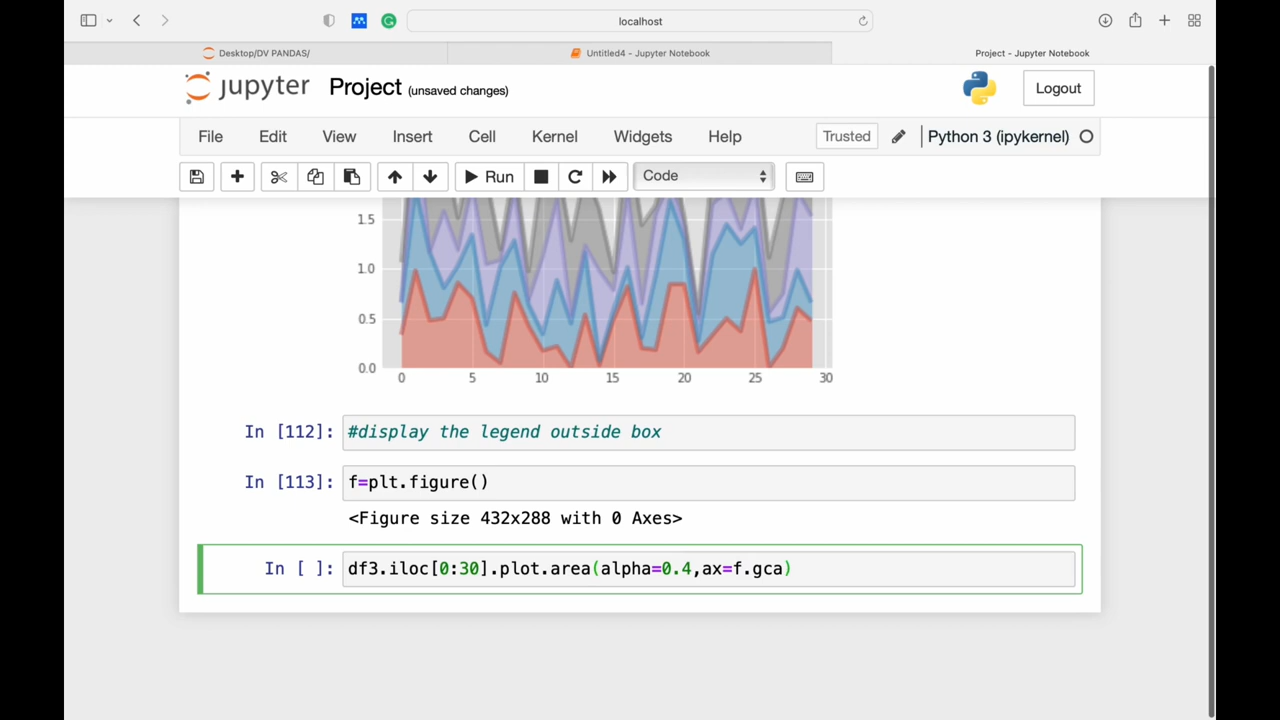 localhost
Desktop/DV PANDAS/
Untitled4 - Jupyter Notebook
Project - Jupyter Notebook
jupyter Project (unsaved changes)
Logout
File Edit View Insert Cell Kernel Widgets Help
Trusted
Python 3 (ipykernel)
Run
Code
1.5
1.0
0.5
0.0
0 5 10 15 20 25 30
In [112]: #display the legend outside box
In [113]: f=plt.figure()
<Figure size 432x288 with 0 Axes>
In [ ]: df3.iloc[0:30].plot.area(alpha=0.4,ax=f.gca)